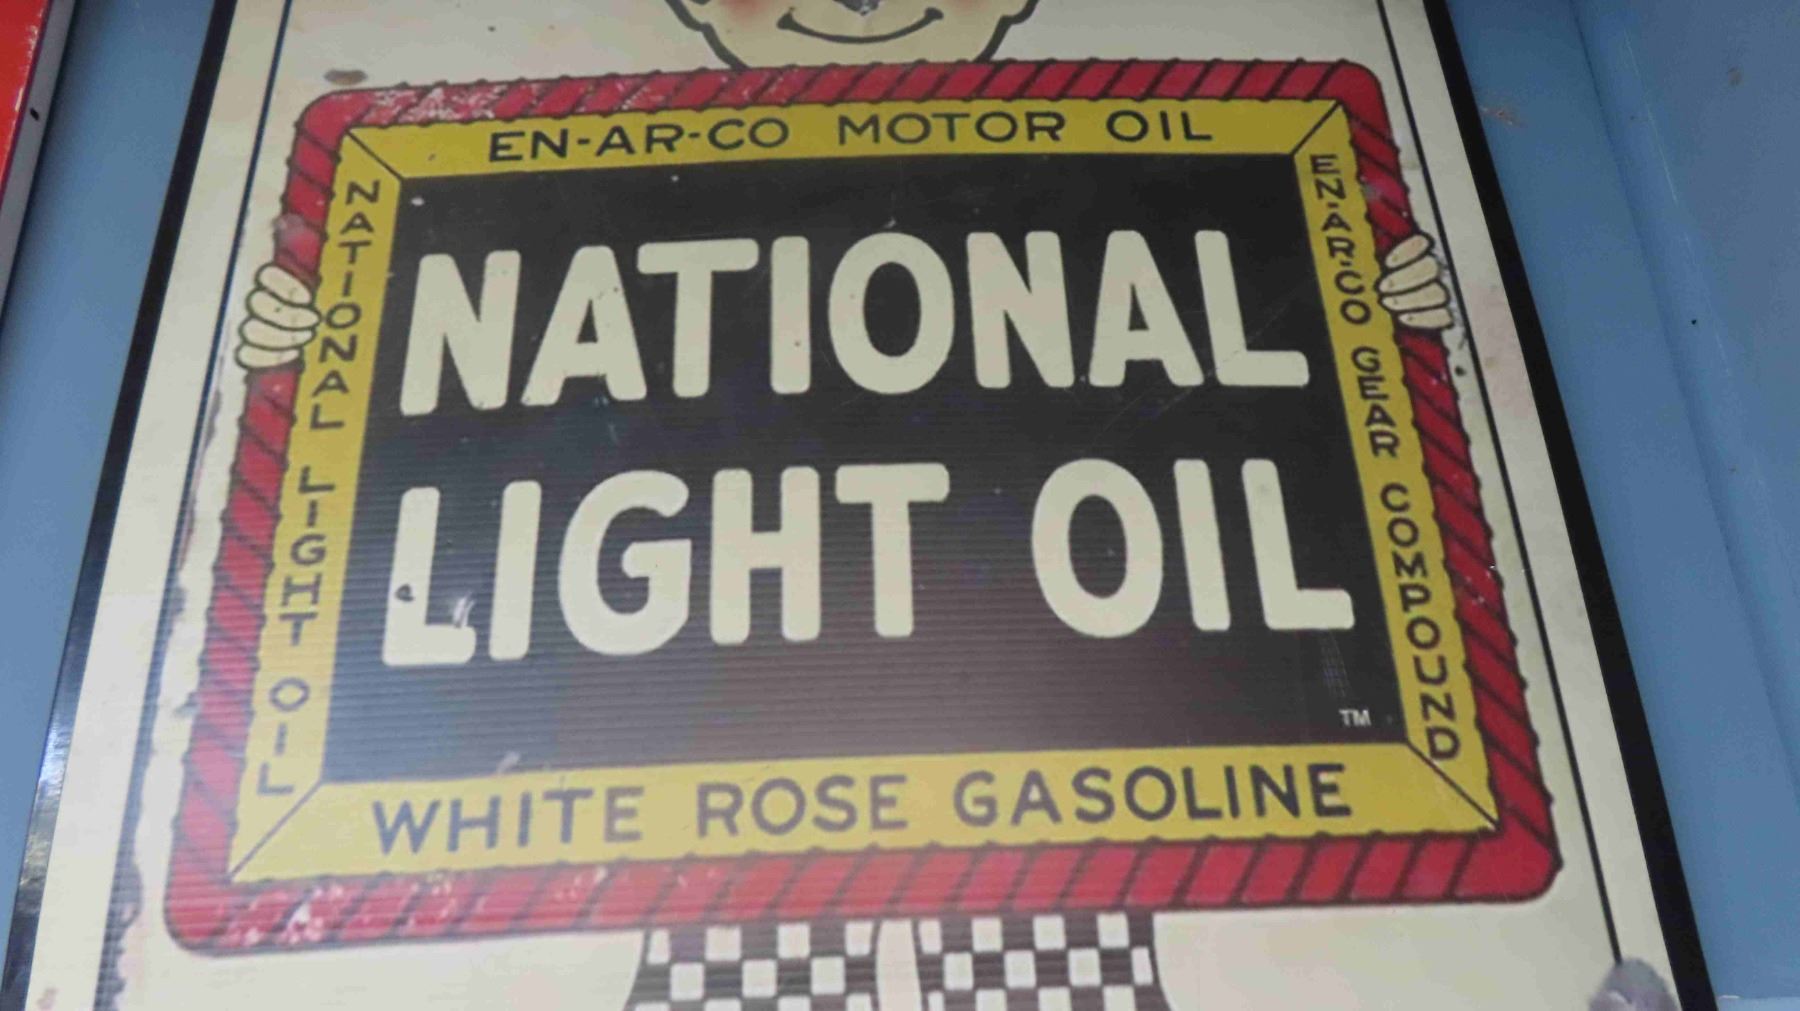 EN-AR-CO MOTOR OIL
NATIONAL LIGHT OIL
NATIONAL
LIGHT OIL
TM
EN-AR-CO GEAR COMPOUND
WHITE ROSE GASOLINE